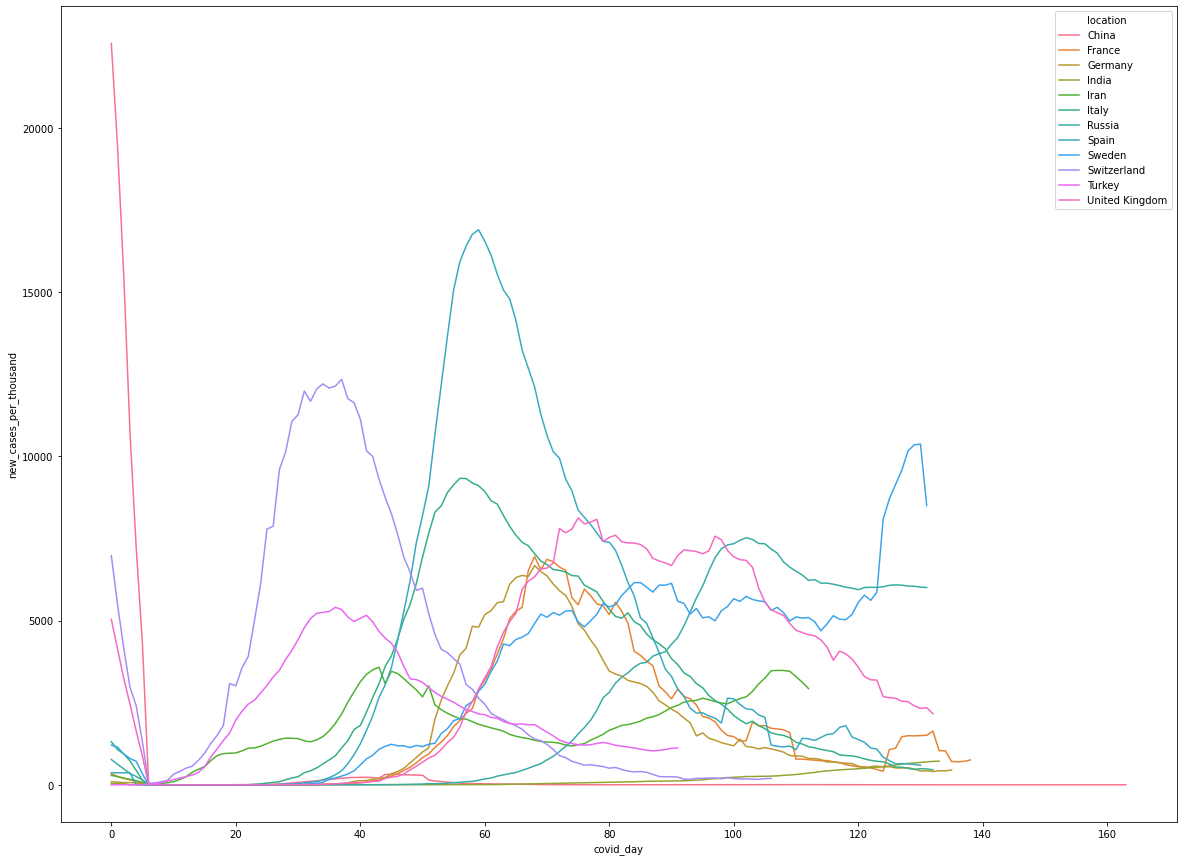 location
China
France
Germany
India
Iran
Italy
Russia
Spain
Sweden
Switzerland
Turkey
United Kingdom
new_cases_per_thousand
20000
15000
10000
5000
0
0 20 40 60 80 100 120 140 160
covid_day